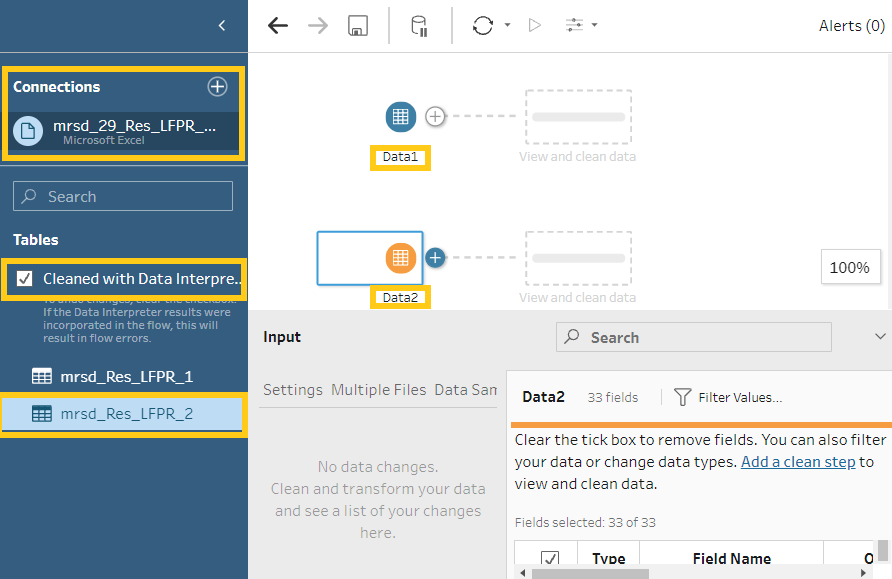 Alerts (0)
Connections
mrsd_29_Res_LFPR_...
Microsoft Excel
Search
Tables
Cleaned with Data Interpre..
To undo changes, clear the checkbox.
If the Data Interpreter results were
incorporated in the flow, this will
result in flow errors.
mrsd_Res_LFPR_1
mrsd_Res_LFPR_2
Data1
View and clean data
Data2
View and clean data
100%
Input
Search
Settings Multiple Files Data Sam
No data changes.
Clean and transform your data
and see a list of your changes
here.
Data2 33 fields Filter Values...
Clear the tick box to remove fields. You can also filter
your data or change data types. Add a clean step to
view and clean data.
Fields selected: 33 of 33
Type Field Name O